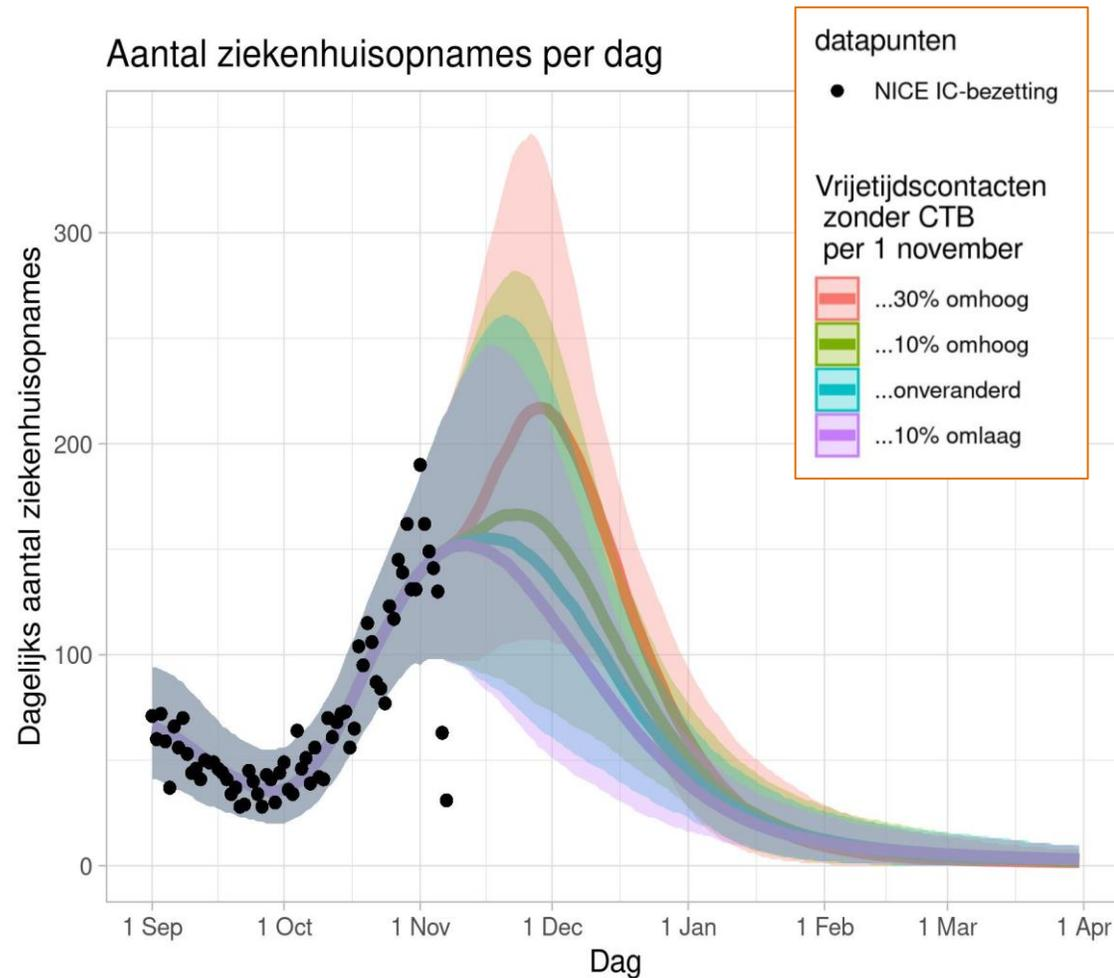 Aantal ziekenhuisopnames per dag
datapunten
NICE IC-bezetting
Vrijetijdscontacten
zonder CTB
per 1 november
...30% omhoog
...10% omhoog
...onveranderd
...10% omlaag
Dagelijks aantal ziekenhuisopnames
300
200
100
0
1 Sep
1 Oct
1 Nov
1 Dec
1 Jan
1 Feb
1 Mar
1 Apr
Dag